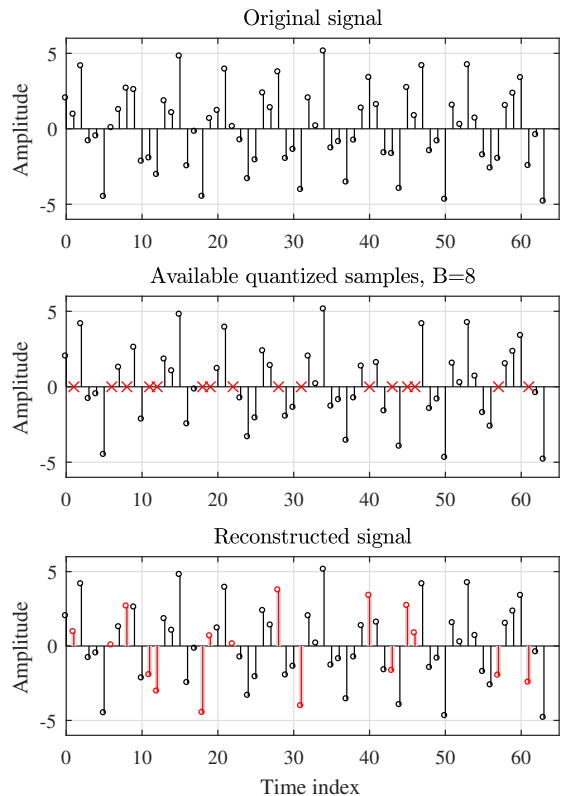 Original signal
5
0
-5
Amplitude
0 10 20 30 40 50 60
Available quantized samples, B=8
5
0
-5
Amplitude
0 10 20 30 40 50 60
Reconstructed signal
5
0
-5
Amplitude
0 10 20 30 40 50 60
Time index